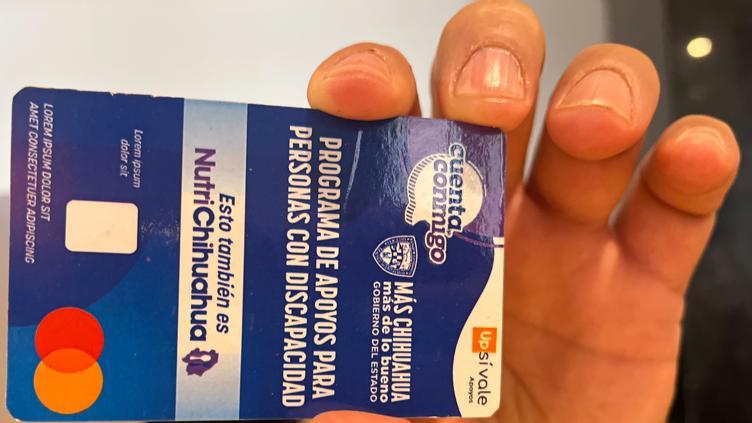 Up sí vale
Apoyos
cuenta
conmigo
MÁS CHIHUAHUA
más de lo bueno
GOBIERNO DEL ESTADO
PROGRAMA DE APOYOS PARA
PERSONAS CON DISCAPACIDAD
Esto también es
NutriChihuahua
Lorem ipsum
dolor sit
LOREM IPSUM DOLOR SIT
AMET CONSECTETUER ADIPISCING